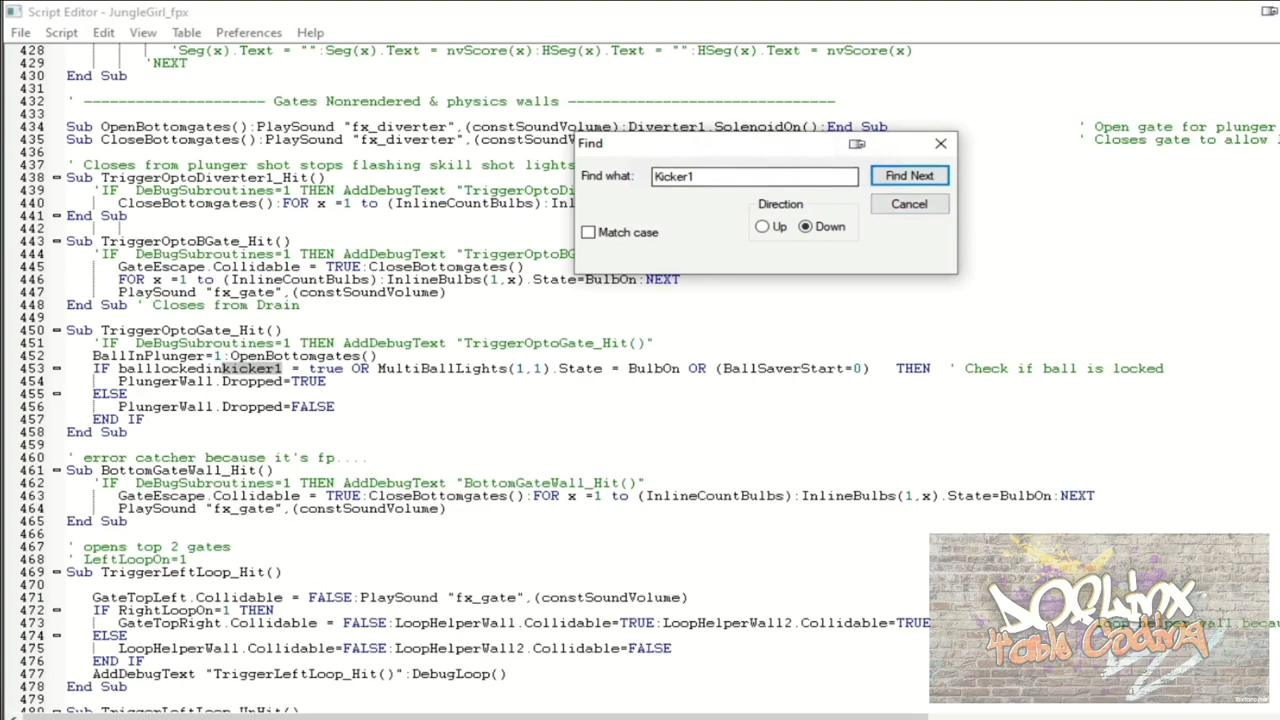 Script Editor - JungleGirl_fpx
File Script Edit View Table Preferences Help
428 'Seg(x).Text = "":Seg(x).Text = nvScore(x):HSeg(x).Text = "":HSeg(x).Text = nvScore(x)
429 'NEXT
430 End Sub
431
432 ' --------------------- Gates Nonrendered & physics walls -------------------------------
433
434 Sub OpenBottomgates():PlaySound "fx_diverter",(constSoundVolume):Diverter1.SolenoidOn():End Sub ' Open gate for plunger
435 Sub CloseBottomgates():PlaySound "fx_diverter",(constSoundV ' Closes gate to allow
436
437 ' Closes from plunger shot stops flashing skill shot lights
438 Sub TriggerOptoDiverter1_Hit()
439 'IF DeBugSubroutines=1 THEN AddDebugText "TriggerOptoDi
440 CloseBottomgates():FOR x =1 to (InlineCountBulbs):Inl
441 End Sub
442
443 Sub TriggerOptoBGate_Hit()
444 'IF DeBugSubroutines=1 THEN AddDebugText "TriggerOptoBG
445 GateEscape.Collidable = TRUE:CloseBottomgates()
446 FOR x =1 to (InlineCountBulbs):InlineBulbs(1,x).State=BulbOn:NEXT
447 PlaySound "fx_gate",(constSoundVolume)
448 End Sub ' Closes from Drain
449
450 Sub TriggerOptoGate_Hit()
451 'IF DeBugSubroutines=1 THEN AddDebugText "TriggerOptoGate_Hit()"
452 BallInPlunger=1:OpenBottomgates()
453 IF balllockedinkicker1 = true OR MultiBallLights(1,1).State = BulbOn OR (BallSaverStart=0) THEN ' Check if ball is locked
454 PlungerWall.Dropped=TRUE
455 ELSE
456 PlungerWall.Dropped=FALSE
457 END IF
458 End Sub
459
460 ' error catcher because it's fp....
461 Sub BottomGateWall_Hit()
462 'IF DeBugSubroutines=1 THEN AddDebugText "BottomGateWall_Hit()"
463 GateEscape.Collidable = TRUE:CloseBottomgates():FOR x =1 to (InlineCountBulbs):InlineBulbs(1,x).State=BulbOn:NEXT
464 PlaySound "fx_gate",(constSoundVolume)
465 End Sub
466
467 ' opens top 2 gates
468 ' LeftLoopOn=1
469 Sub TriggerLeftLoop_Hit()
470
471 GateTopLeft.Collidable = FALSE:PlaySound "fx_gate",(constSoundVolume)
472 IF RightLoopOn=1 THEN
473 GateTopRight.Collidable = FALSE:LoopHelperWall.Collidable=TRUE:LoopHelperWall2.Collidable=TRUE
474 ELSE
475 LoopHelperWall.Collidable=FALSE:LoopHelperWall2.Collidable=FALSE
476 END IF
477 AddDebugText "TriggerLeftLoop_Hit()":DebugLoop()
478 End Sub
479
480 Sub TriggerLeftLoop_UnHit()
Find
Find what: Kicker1 Find Next
Direction Cancel
Up Down
Match case
DOFLinx
table Coding